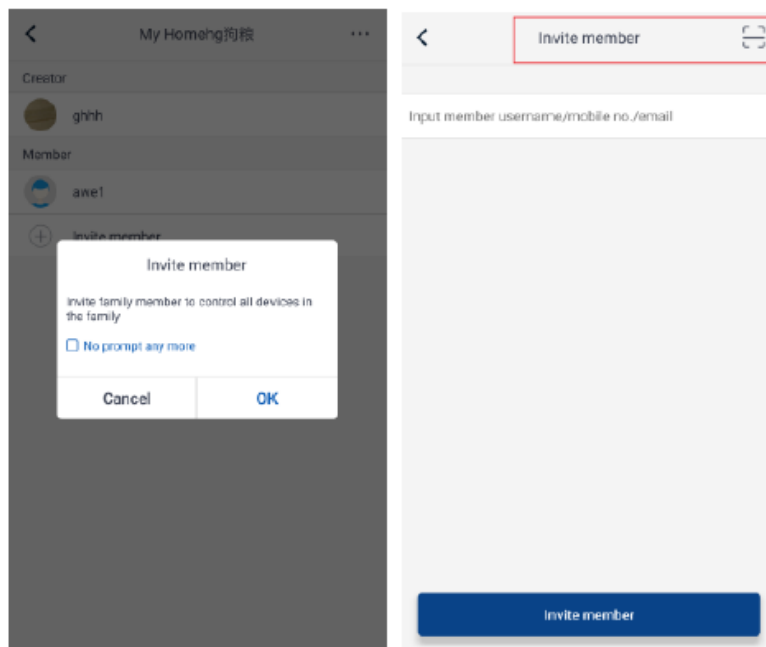 My Homehg狗粮
Creator
ghhh
Member
awe1
Invite member
Invite member
Invite family member to control all devices in
the family
No prompt any more
Cancel
OK
Invite member
Input member username/mobile no./email
Invite member